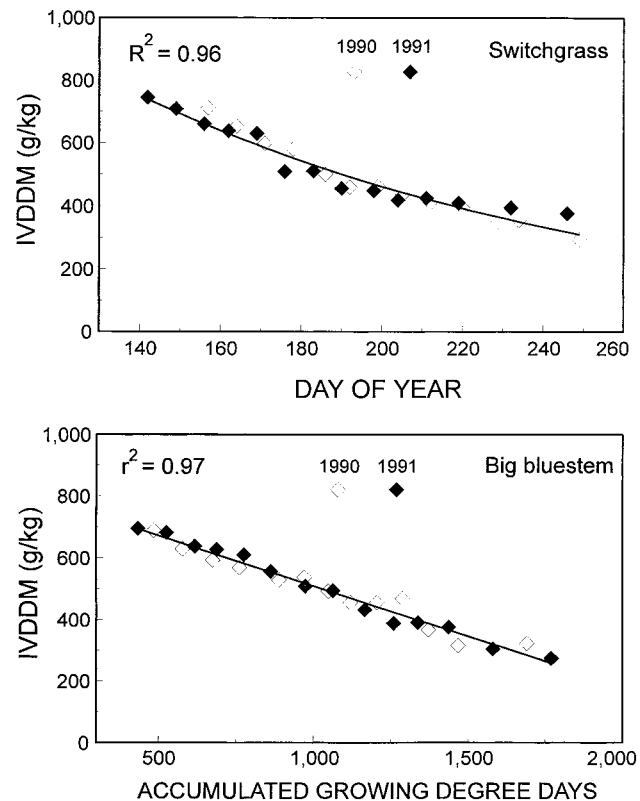 1,000
R² = 0.96
1990 1991
Switchgrass
800
600
400
200
0
IVDDM (g/kg)
140 160 180 200 220 240 260
DAY OF YEAR
1,000
r² = 0.97
1990 1991
Big bluestem
800
600
400
200
0
IVDDM (g/kg)
500 1,000 1,500 2,000
ACCUMULATED GROWING DEGREE DAYS